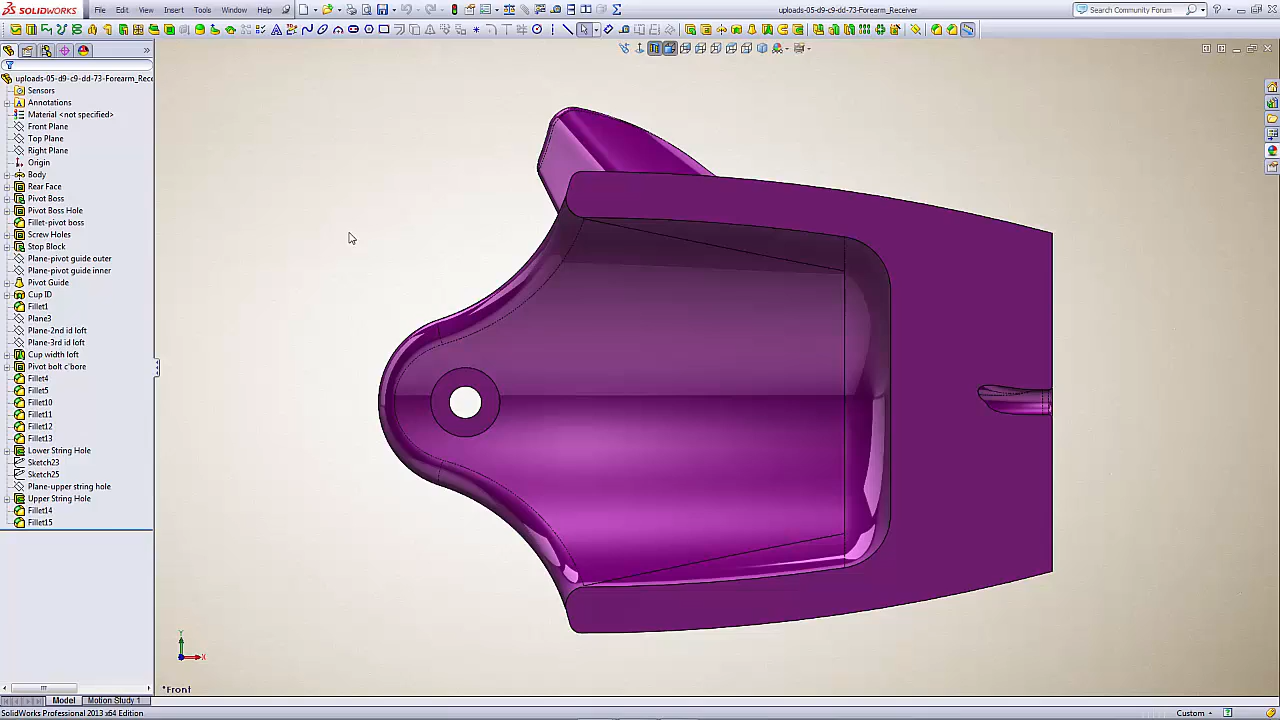 SOLIDWORKS File Edit View Insert Tools Window Help uploads-05-d9-c9-dd-73-Forearm_Receiver Search Community Forum
uploads-05-d9-c9-dd-73-Forearm_Rece
Sensors
Annotations
Material <not specified>
Front Plane
Top Plane
Right Plane
Origin
Body
Rear Face
Pivot Boss
Pivot Boss Hole
Fillet-pivot boss
Screw Holes
Stop Block
Plane-pivot guide outer
Plane-pivot guide inner
Pivot Guide
Cup ID
Fillet1
Plane3
Plane-2nd id loft
Plane-3rd id loft
Cup width loft
Pivot bolt c'bore
Fillet4
Fillet5
Fillet10
Fillet11
Fillet12
Fillet13
Lower String Hole
Sketch23
Sketch25
Plane-upper string hole
Upper String Hole
Fillet14
Fillet15
Y
X
*Front
Model Motion Study 1
SolidWorks Professional 2013 x64 Edition Custom